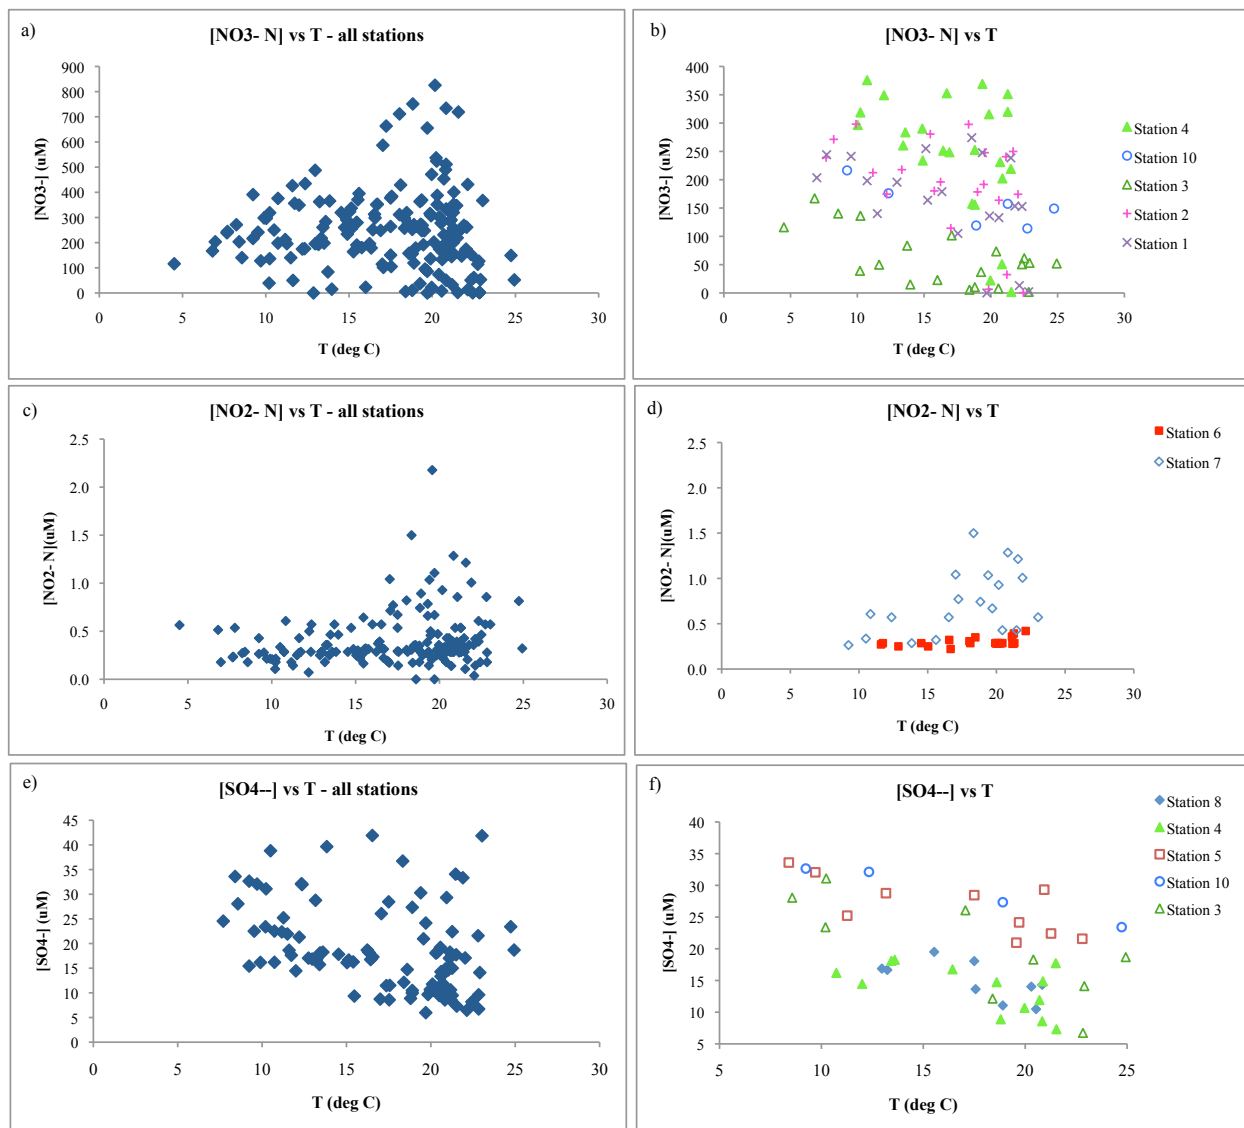 a)
[NO3- N] vs T - all stations
900
800
700
600
500
400
300
200
100
0
0 5 10 15 20 25 30
[NO3-] (uM)
T (deg C)
b)
[NO3- N] vs T
400
350
300
250
200
150
100
50
0
0 5 10 15 20 25 30
[NO3-] (uM)
T (deg C)
Station 4
Station 10
Station 3
Station 2
Station 1
c)
[NO2- N] vs T - all stations
2.5
2.0
1.5
1.0
0.5
0.0
0 5 10 15 20 25 30
[NO2- N](uM)
T (deg C)
d)
[NO2- N] vs T
2.5
2.0
1.5
1.0
0.5
0.0
0 5 10 15 20 25 30
[NO2- N](uM)
T (deg C)
Station 6
Station 7
e)
[SO4--] vs T - all stations
45
40
35
30
25
20
15
10
5
0
0 5 10 15 20 25 30
[SO4-] (uM)
T (deg C)
f)
[SO4--] vs T
40
35
30
25
20
15
10
5
5 10 15 20 25
[SO4-] (uM)
T (deg C)
Station 8
Station 4
Station 5
Station 10
Station 3